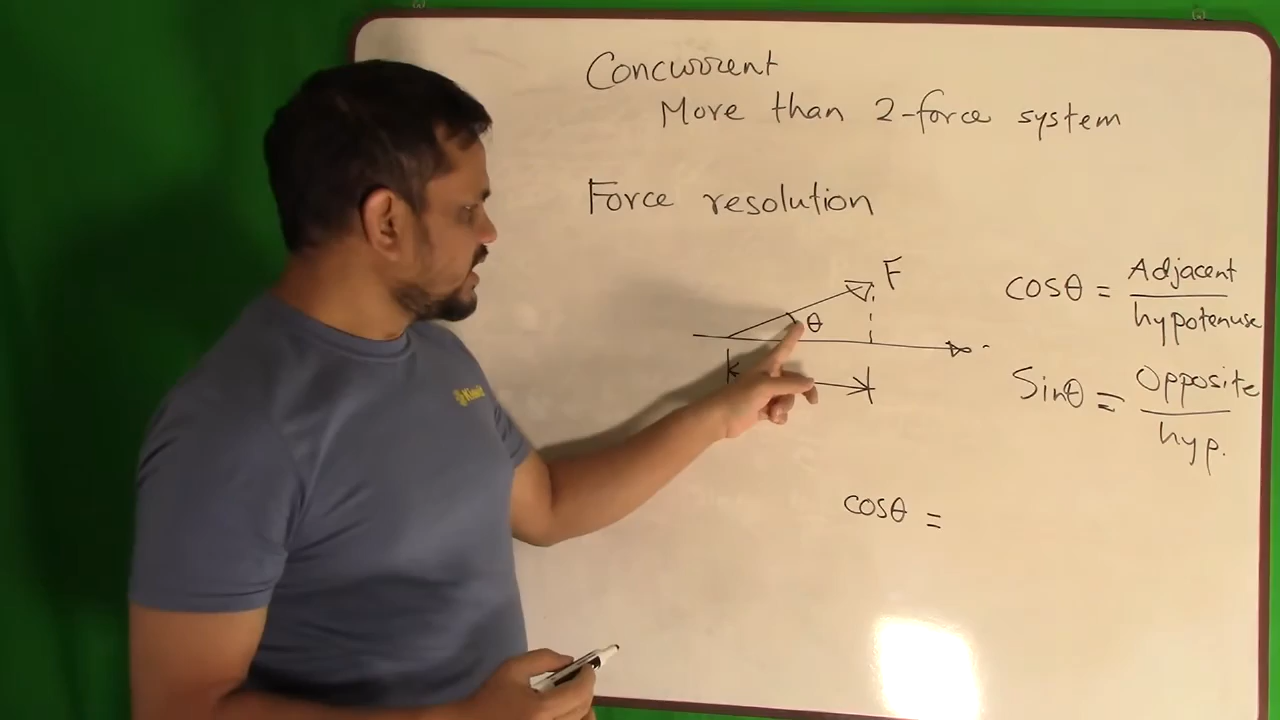 Concurrent
More than 2-force system
Force resolution
F
θ
cosθ = Adjacent
hypotenuse
Sinθ = Opposite
hyp.
cosθ =